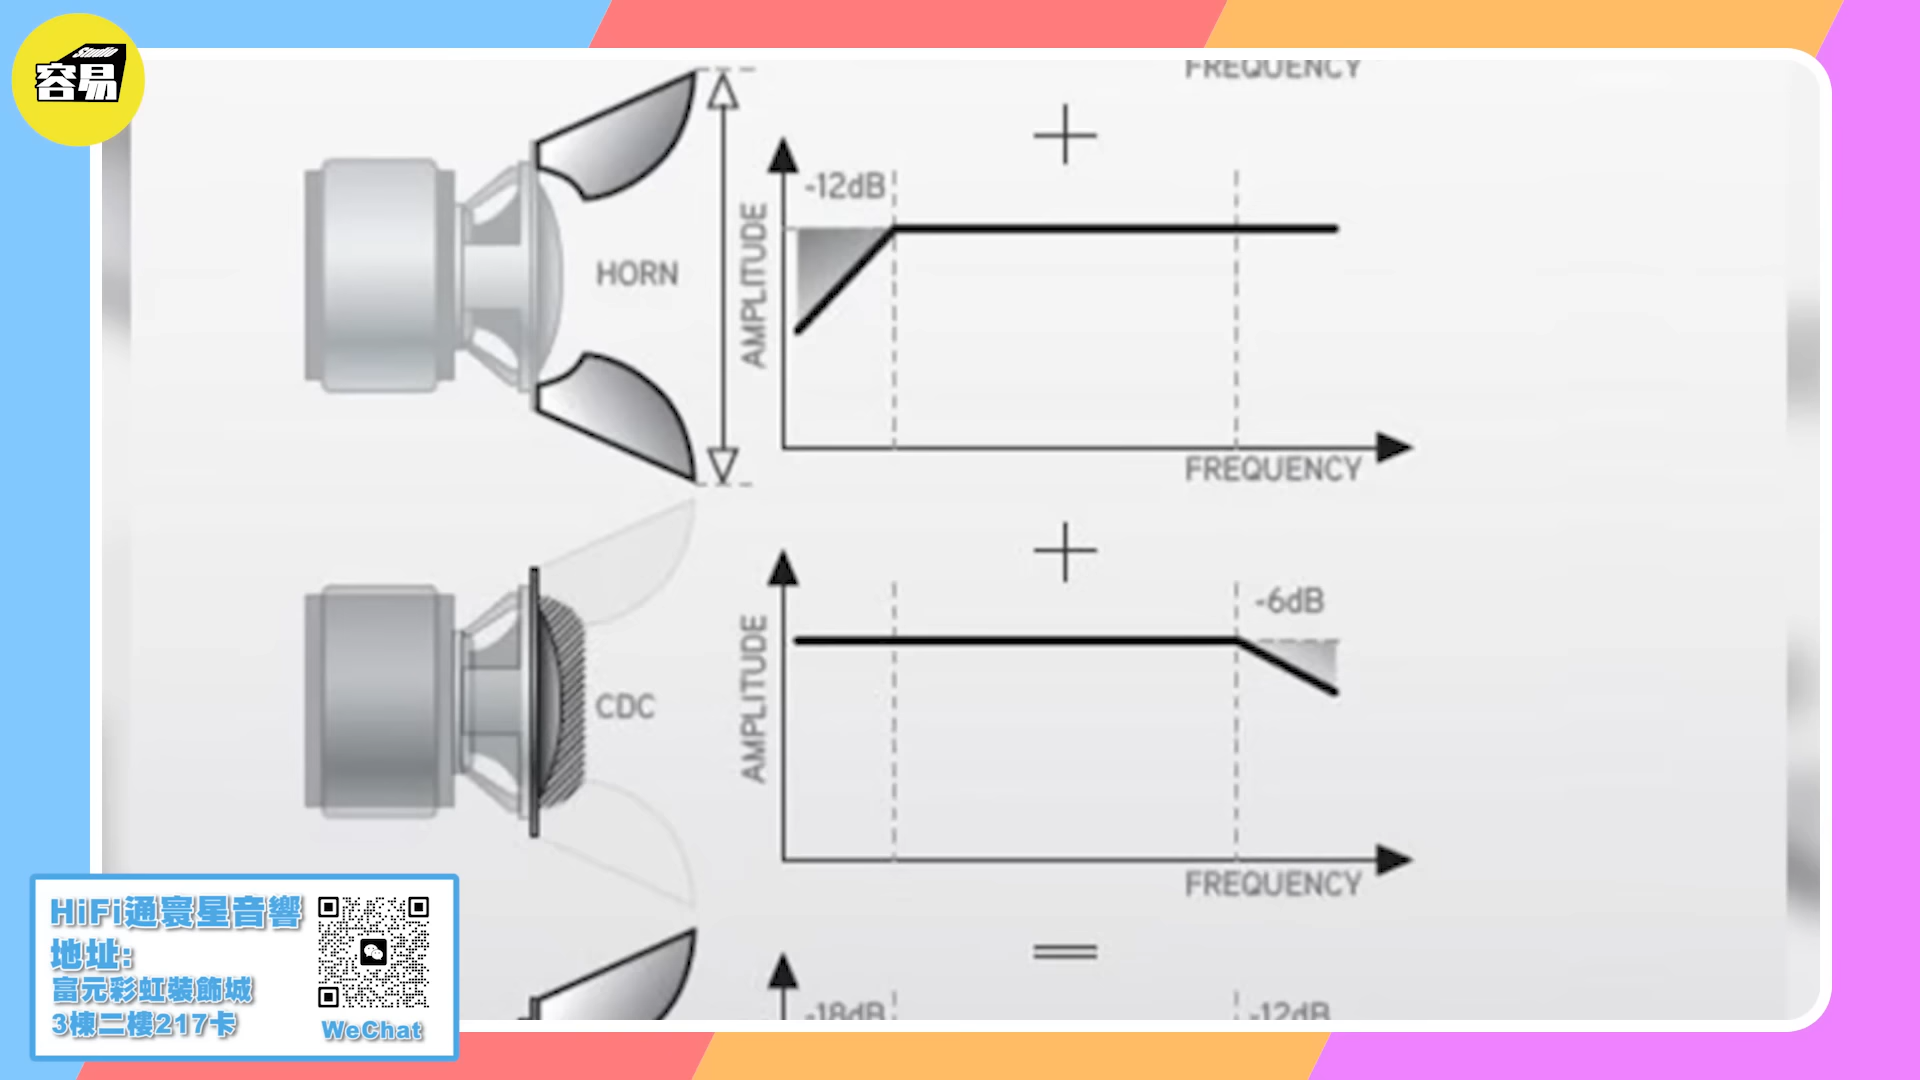 Studio
容易
FREQUENCY
-12dB
AMPLITUDE
HORN
FREQUENCY
-6dB
AMPLITUDE
CDC
FREQUENCY
-18dB
-12dB
HiFi通寰星音響
地址:
富元彩虹裝飾城
3棟二樓217卡
WeChat